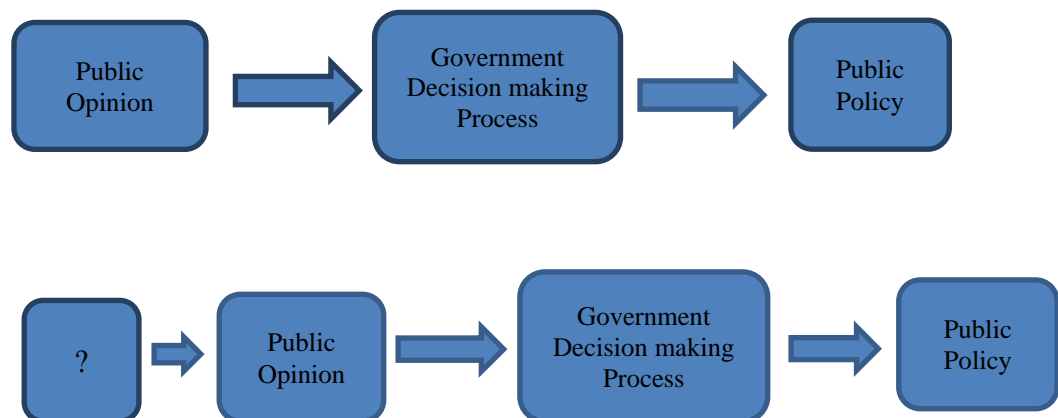 Public
Opinion
Government
Decision making
Process
Public
Policy
?
Public
Opinion
Government
Decision making
Process
Public
Policy